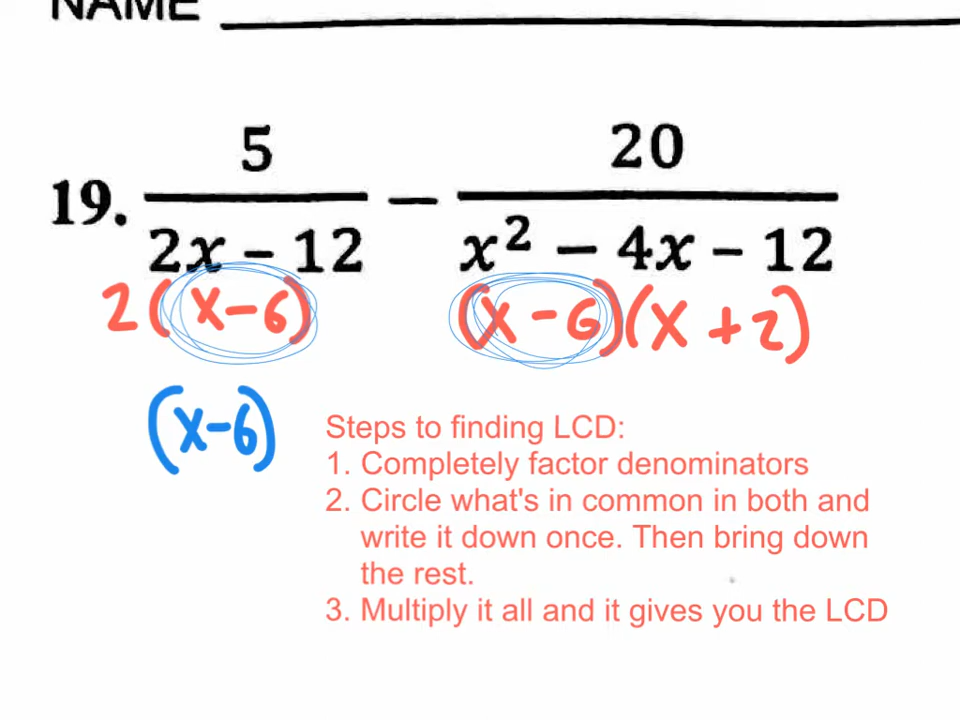 NAME
5 20
19. ─── − ───
2x − 12 x² − 4x − 12
2(x−6) (x−6)(x+2)
(x−6)
Steps to finding LCD:
1. Completely factor denominators
2. Circle what's in common in both and
write it down once. Then bring down
the rest.
3. Multiply it all and it gives you the LCD